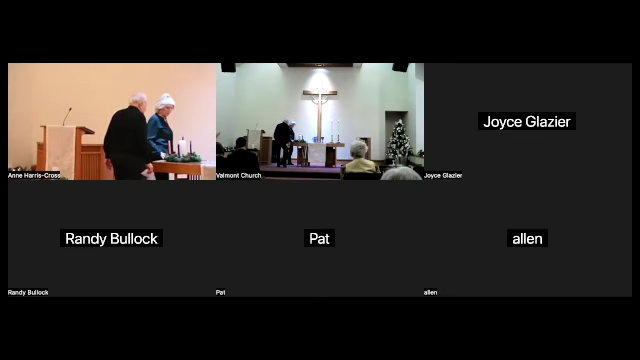 Joyce Glazier
Anne Harris-Cross
Valmont Church
Joyce Glazier
Randy Bullock
Pat
allen
Randy Bullock
Pat
allen